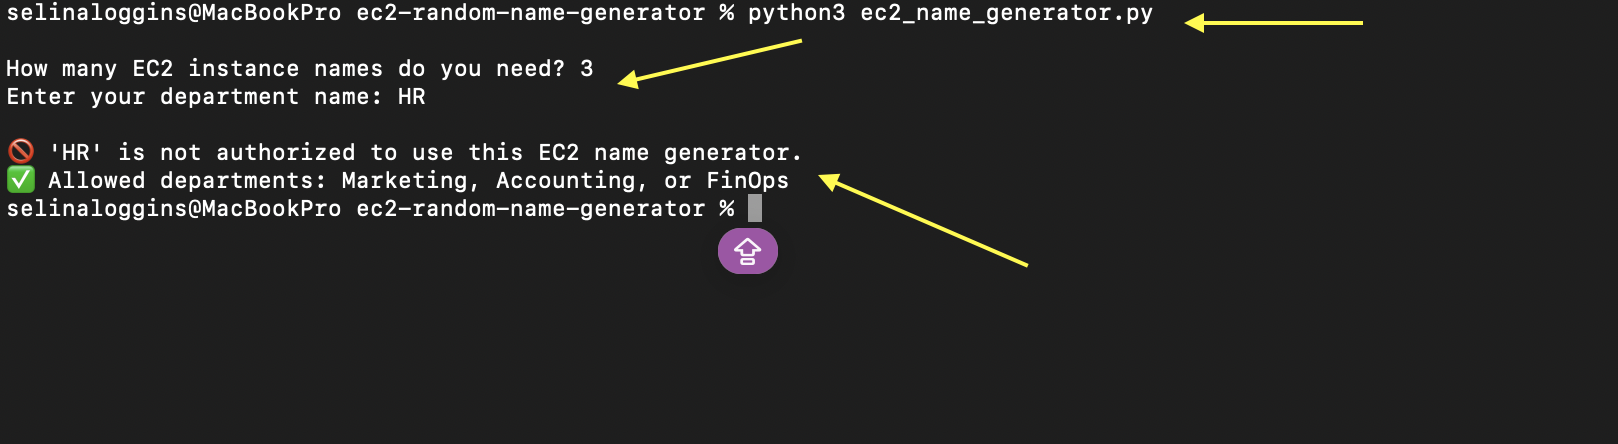 selinaloggins@MacBookPro ec2-random-name-generator % python3 ec2_name_generator.py
How many EC2 instance names do you need? 3
Enter your department name: HR
🚫 'HR' is not authorized to use this EC2 name generator.
✅ Allowed departments: Marketing, Accounting, or FinOps
selinaloggins@MacBookPro ec2-random-name-generator %